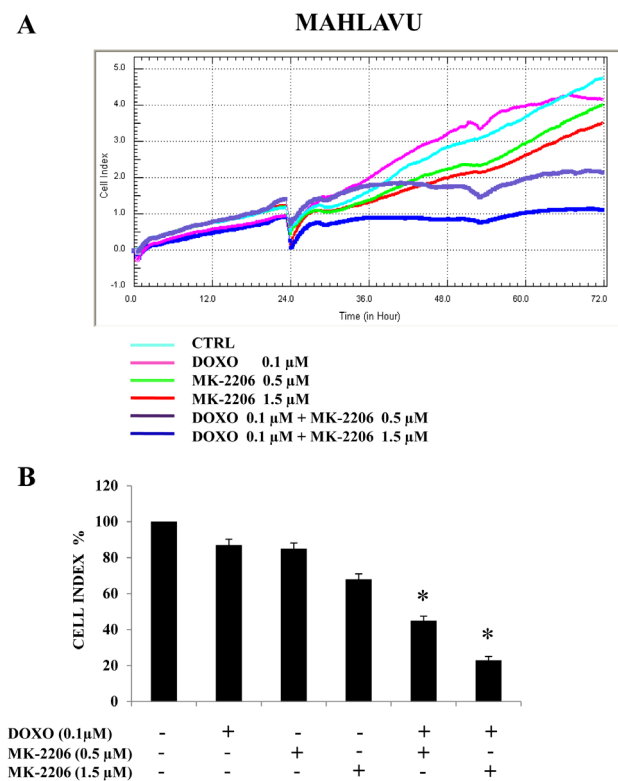 A MAHLAVU
5.0
4.0
3.0
2.0
1.0
0.0
-1.0
Cell Index
0.0 12.0 24.0 36.0 48.0 60.0 72.0
Time (in Hour)
CTRL
DOXO 0.1 µM
MK-2206 0.5 µM
MK-2206 1.5 µM
DOXO 0.1 µM + MK-2206 0.5 µM
DOXO 0.1 µM + MK-2206 1.5 µM
B
120
100
80
60
40
20
0
CELL INDEX %
* *
DOXO (0.1µM) - + - - + +
MK-2206 (0.5 µM) - - + - + -
MK-2206 (1.5 µM) - - - + - +